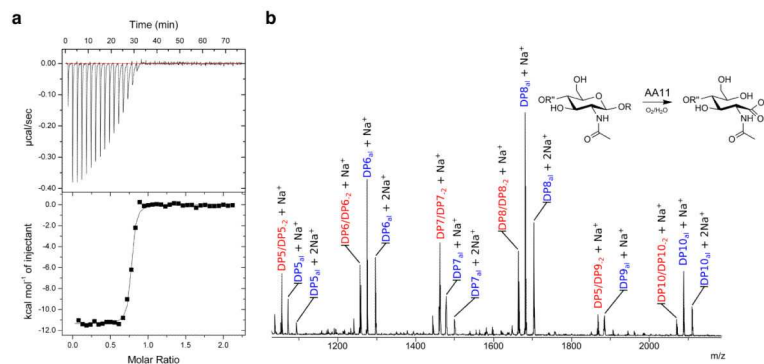 a
Time (min)
0 10 20 30 40 50 60 70
0.00
-0.10
-0.20
-0.30
-0.40
µcal/sec
0.0
-2.0
-4.0
-6.0
-8.0
-10.0
-12.0
kcal mol⁻¹ of injectant
0.0 0.5 1.0 1.5 2.0
Molar Ratio
b
DP5/DP5₋₂ + Na⁺
DP5ₐₗ + Na⁺
DP5ₐₗ + 2Na⁺
DP6/DP6₋₂ + Na⁺
DP6ₐₗ + Na⁺
DP6ₐₗ + 2Na⁺
DP7/DP7₋₂ + Na⁺
DP7ₐₗ + Na⁺
DP7ₐₗ + 2Na⁺
DP8/DP8₋₂ + Na⁺
DP8ₐₗ + Na⁺
DP8ₐₗ + 2Na⁺
DP5/DP9₋₂ + Na⁺
DP9ₐₗ + Na⁺
DP10/DP10₋₂ + Na⁺
DP10ₐₗ + Na⁺
DP10ₐₗ + 2Na⁺
OH
OR''
HO
O
O
R
NH
O
AA11
O₂/H₂O
OH
OR''
HO
OH
O
O
NH
O
1200 1400 1600 1800 2000
m/z